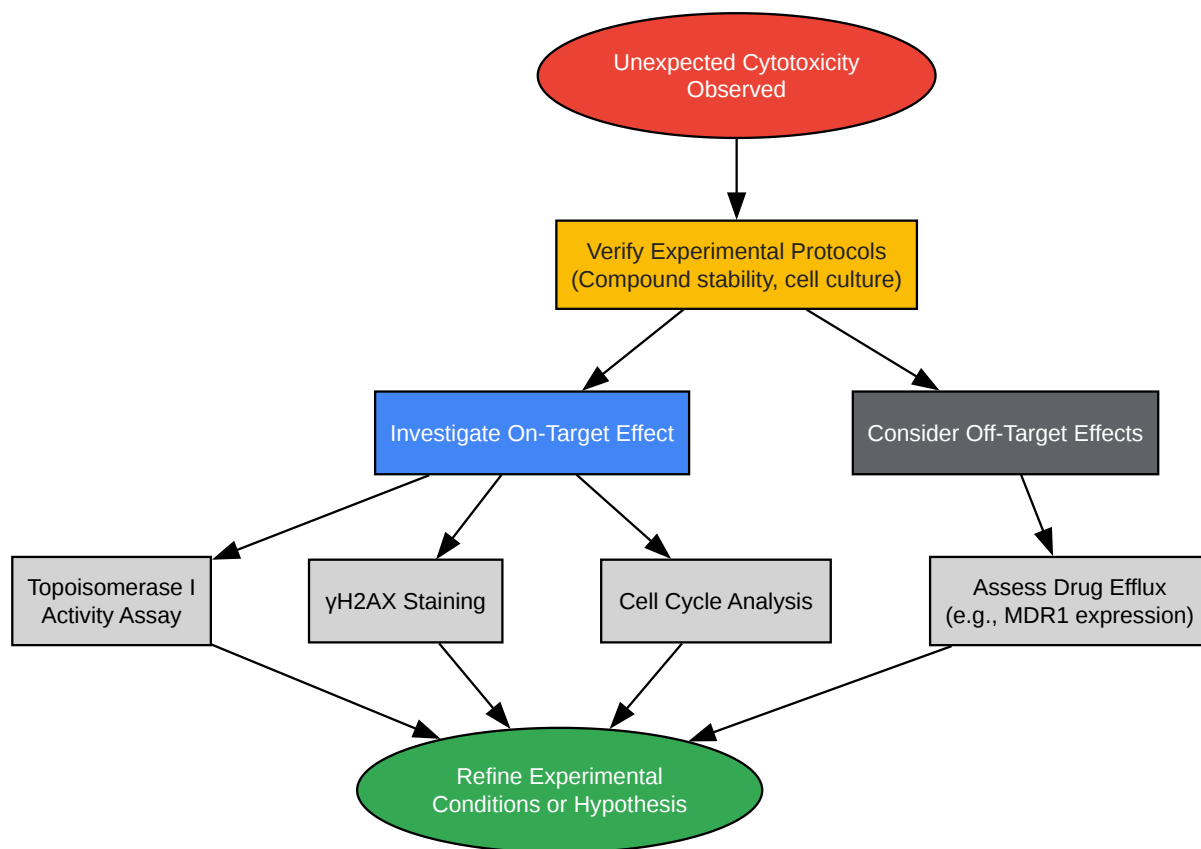 Unexpected Cytotoxicity
Observed
Verify Experimental Protocols
(Compound stability, cell culture)
Investigate On-Target Effect
Consider Off-Target Effects
Topoisomerase I
Activity Assay
γH2AX Staining
Cell Cycle Analysis
Assess Drug Efflux
(e.g., MDR1 expression)
Refine Experimental
Conditions or Hypothesis